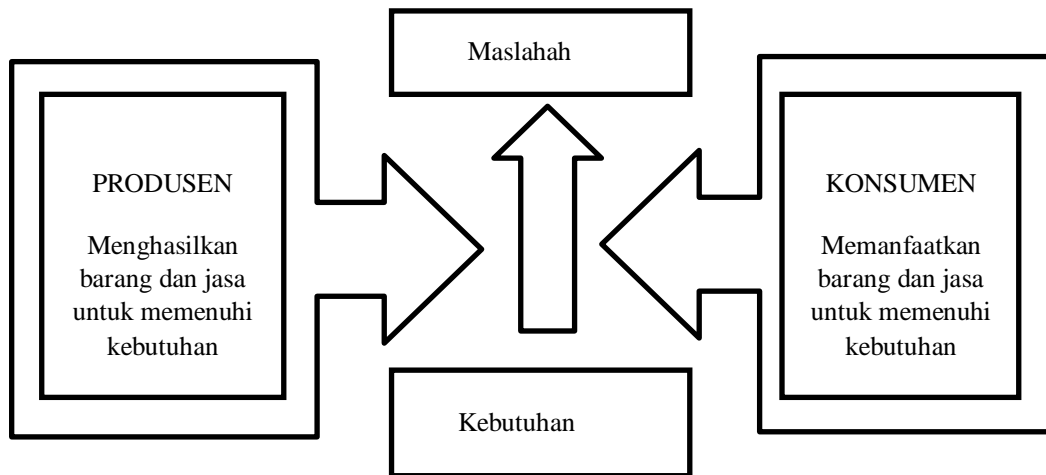 Maslahah
PRODUSEN
Menghasilkan
barang dan jasa
untuk memenuhi
kebutuhan
KONSUMEN
Memanfaatkan
barang dan jasa
untuk memenuhi
kebutuhan
Kebutuhan